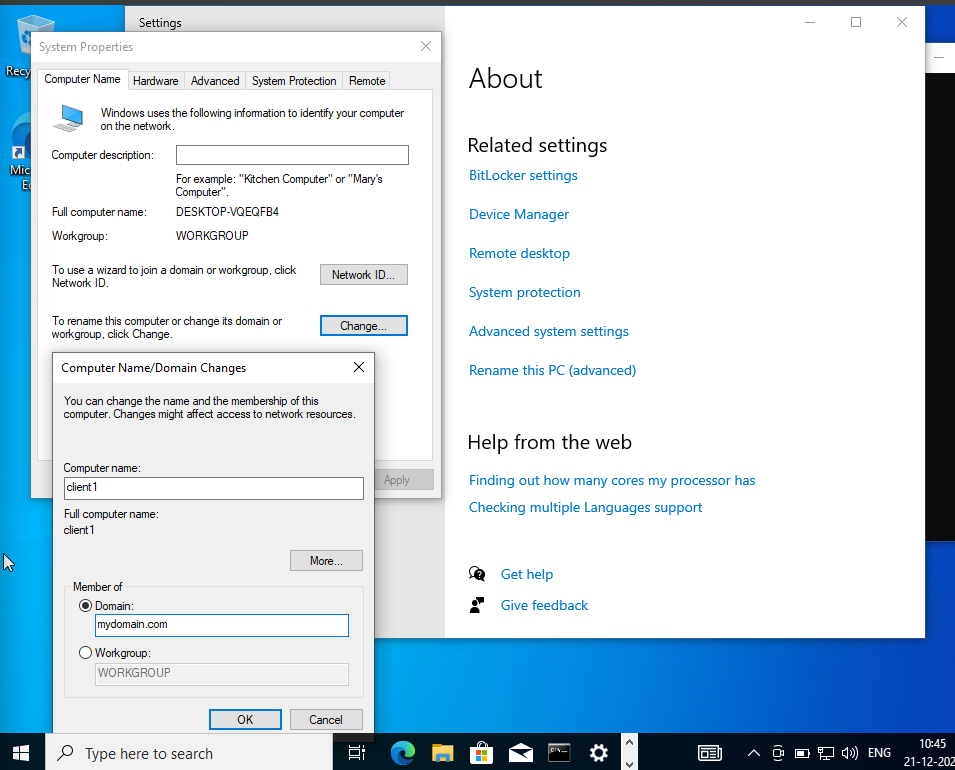 Settings
System Properties
Computer Name
Hardware
Advanced
System Protection
Remote
Windows uses the following information to identify your computer
on the network.
Computer description:
For example: "Kitchen Computer" or "Mary's
Computer".
Full computer name:
DESKTOP-VQEQFB4
Workgroup:
WORKGROUP
To use a wizard to join a domain or workgroup, click
Network ID.
Network ID...
To rename this computer or change its domain or
workgroup, click Change.
Change...
Apply
Computer Name/Domain Changes
You can change the name and the membership of this
computer. Changes might affect access to network resources.
Computer name:
client1
Full computer name:
client1
More...
Member of
Domain:
mydomain.com
Workgroup:
WORKGROUP
OK
Cancel
About
Related settings
BitLocker settings
Device Manager
Remote desktop
System protection
Advanced system settings
Rename this PC (advanced)
Help from the web
Finding out how many cores my processor has
Checking multiple Languages support
Get help
Give feedback
Type here to search
ENG
10:45
21-12-202